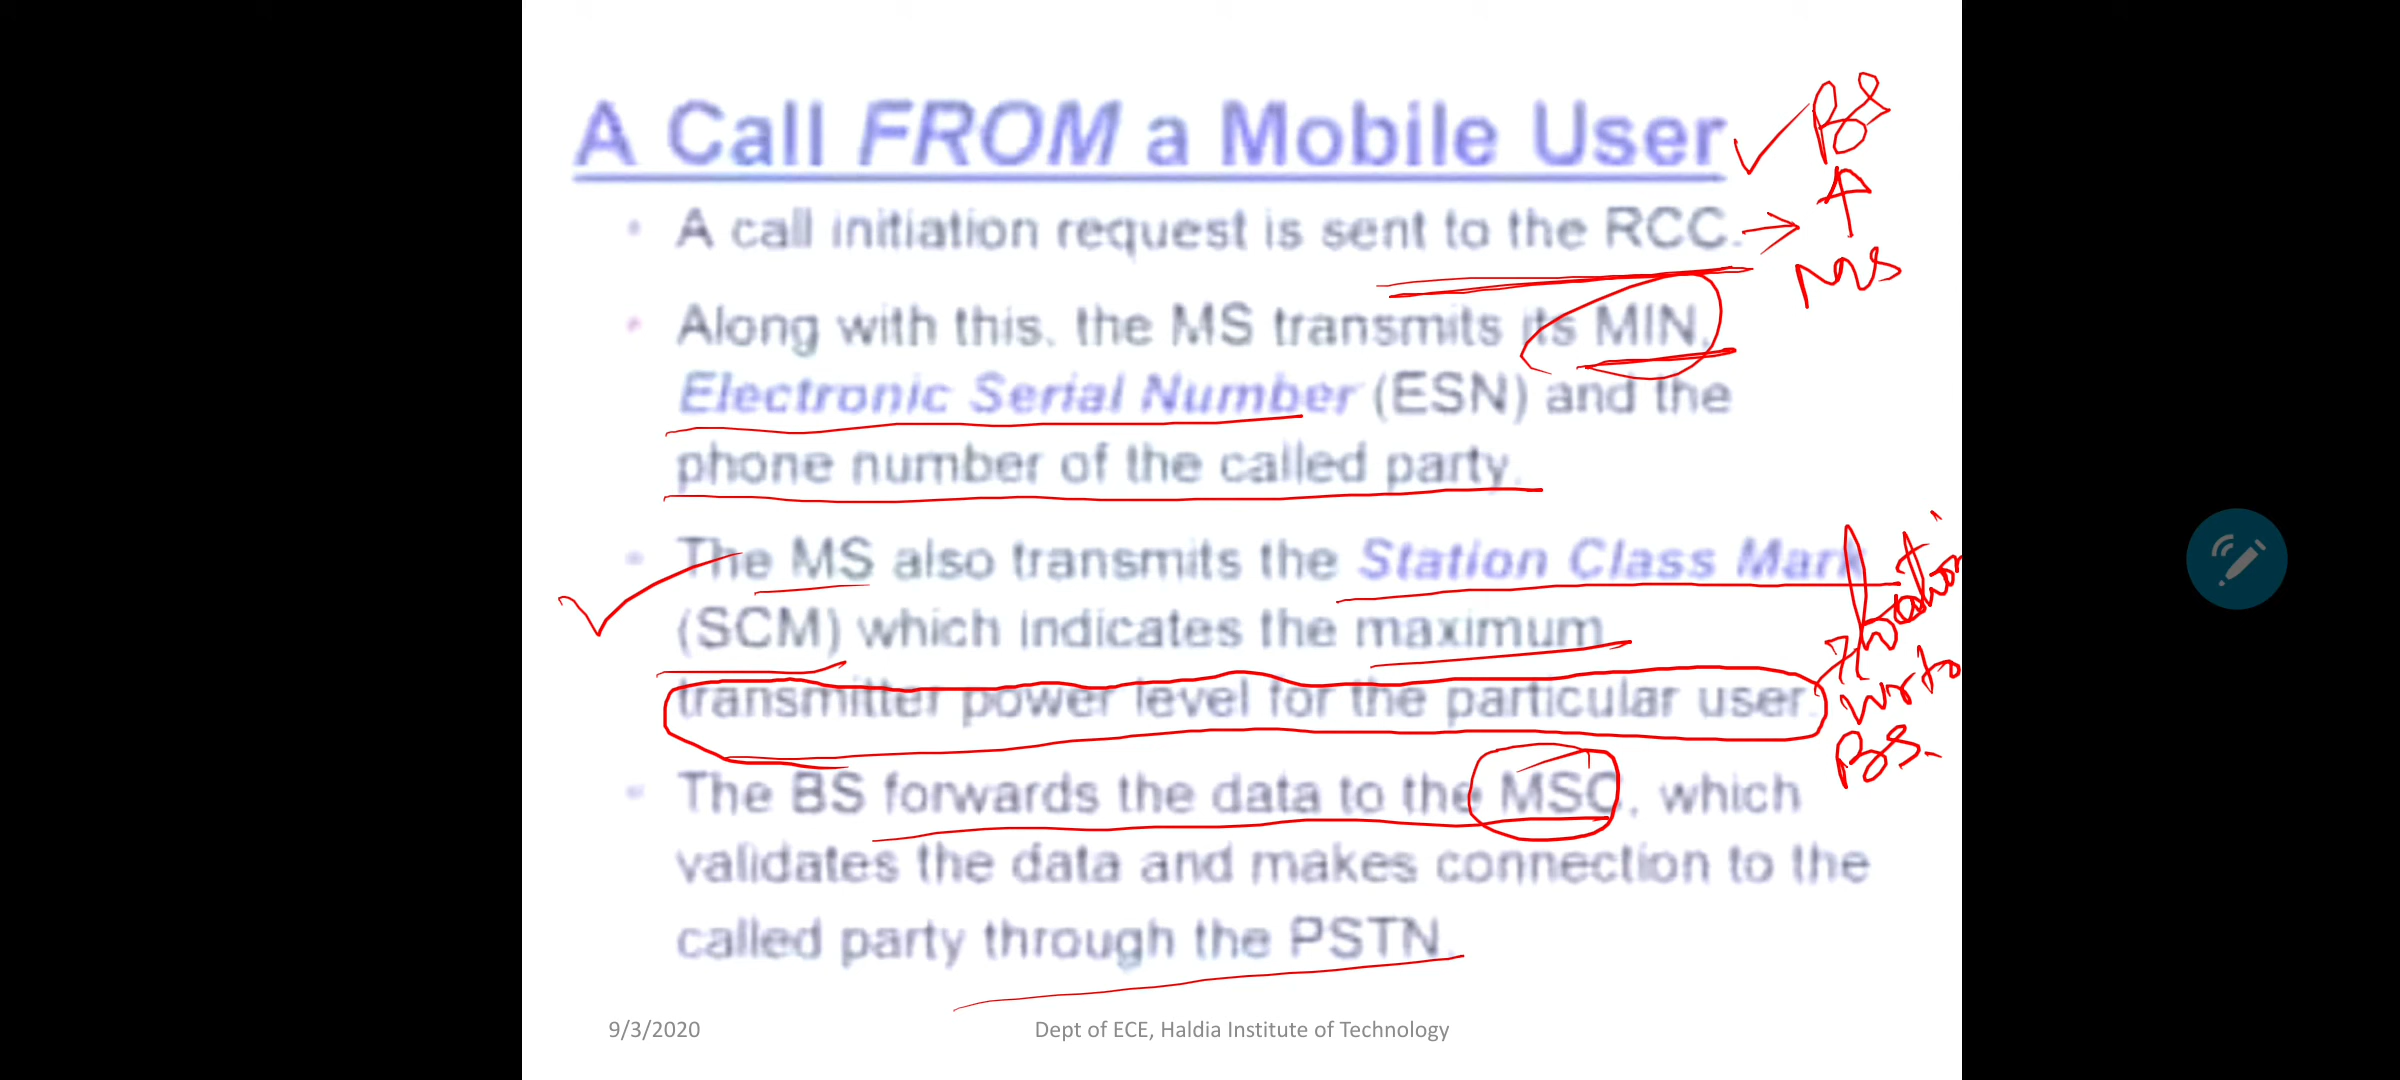 A Call FROM a Mobile User
BS
MS
• A call initiation request is sent to the RCC.
• Along with this, the MS transmits its MIN,
Electronic Serial Number (ESN) and the
phone number of the called party.
• The MS also transmits the Station Class Mark
(SCM) which indicates the maximum
transmitter power level for the particular user.
location
wrto
BS.
• The BS forwards the data to the MSC, which
validates the data and makes connection to the
called party through the PSTN.
9/3/2020
Dept of ECE, Haldia Institute of Technology